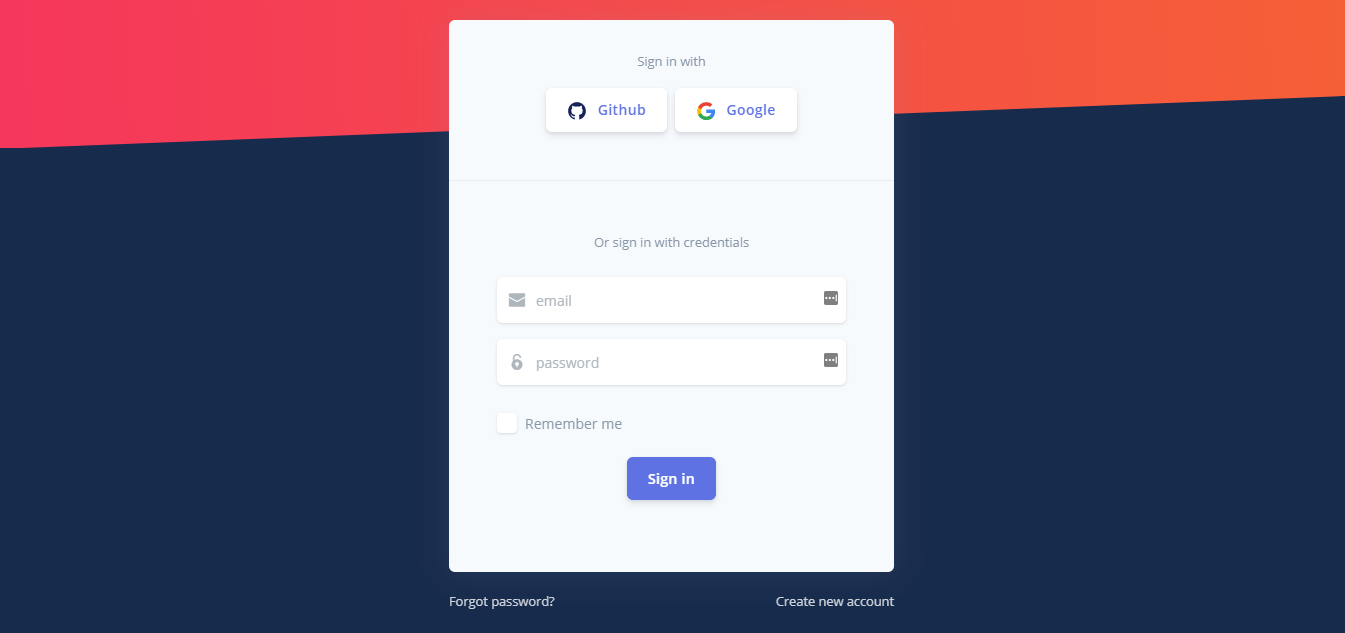 Sign in with
Github Google
Or sign in with credentials
email
password
Remember me
Sign in
Forgot password? Create new account